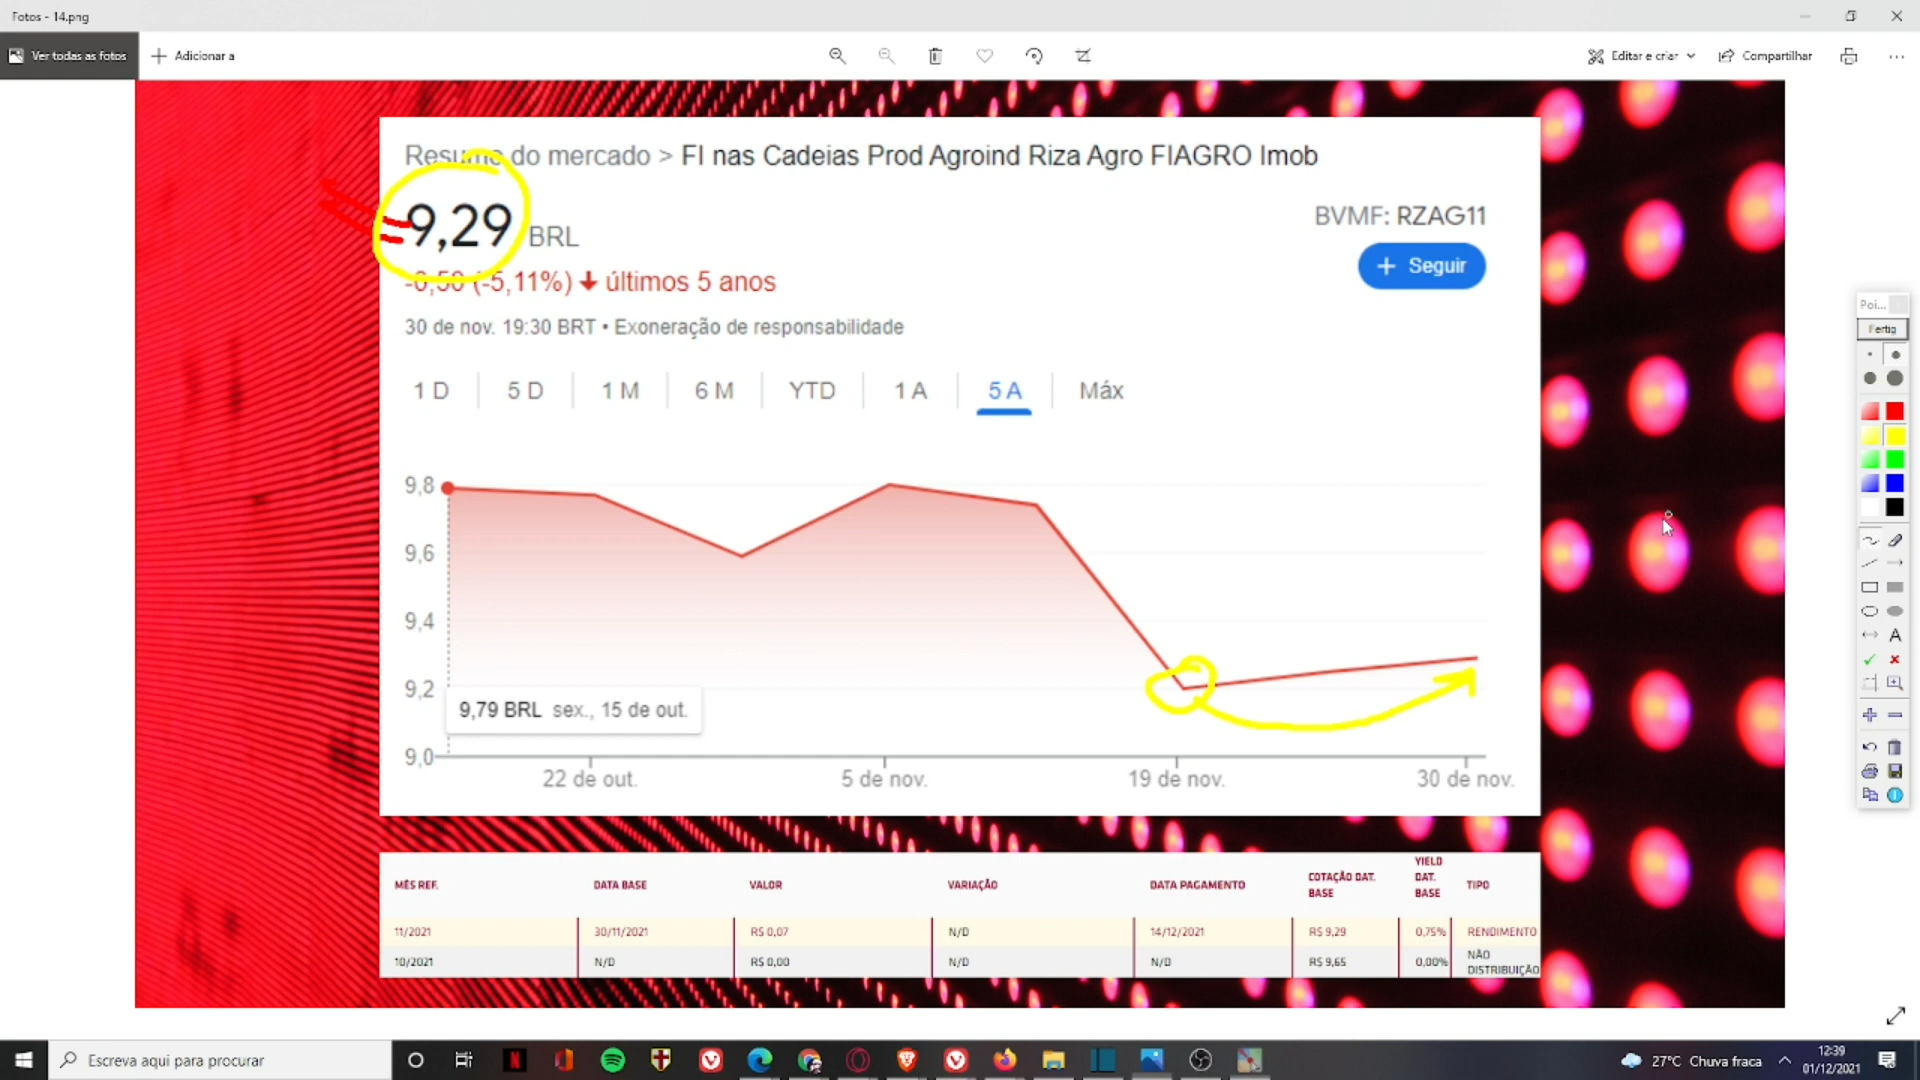 Fotos - 14.png
Ver todas as fotos
Adicionar a
Editar e criar
Compartilhar
Resumo do mercado > FI nas Cadeias Prod Agroind Riza Agro FIAGRO Imob
9,29 BRL
BVMF: RZAG11
-0,50 (-5,11%) últimos 5 anos
+ Seguir
30 de nov. 19:30 BRT • Exoneração de responsabilidade
1 D 5 D 1 M 6 M YTD 1 A 5 A Máx
9,8
9,6
9,4
9,2
9,79 BRL sex., 15 de out.
9,0
22 de out. 5 de nov. 19 de nov. 30 de nov.
Poi...
Fertig
A
MÊS REF. DATA BASE VALOR VARIAÇÃO DATA PAGAMENTO COTAÇÃO DAT. BASE YIELD DAT. BASE TIPO
11/2021 30/11/2021 R$ 0,07 N/D 14/12/2021 R$ 9,29 0,75% RENDIMENTO
10/2021 N/D R$ 0,00 N/D N/D R$ 9,65 0,00% NÃO DISTRIBUIÇÃO
Escreva aqui para procurar
27°C Chuva fraca
12:39
01/12/2021